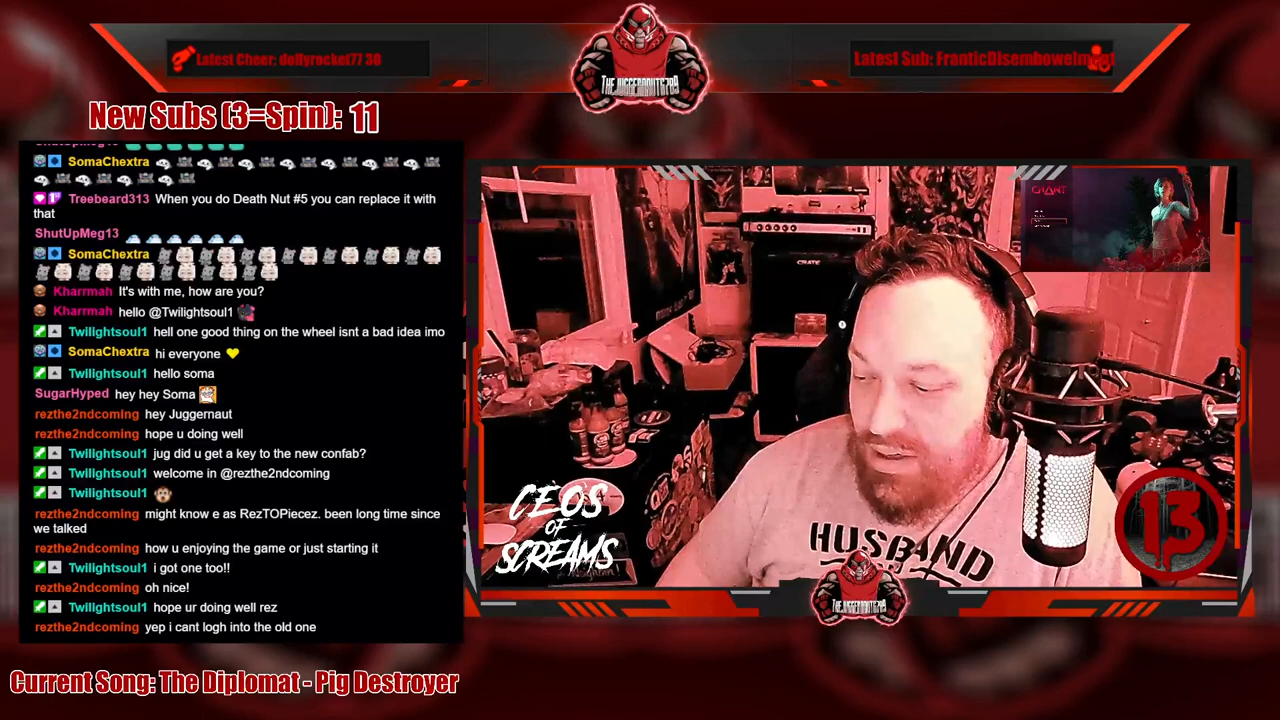 Latest Cheer: dollyrocket77 30
THEJUGGERNAUT6789
Latest Sub: FranticDisembowelment
New Subs (3=Spin): 11
SomaChextra
Treebeard313 When you do Death Nut #5 you can replace it with
that
ShutUpMeg13
SomaChextra
Kharrmah It's with me, how are you?
Kharrmah hello @Twilightsoul1
Twilightsoul1 hell one good thing on the wheel isnt a bad idea imo
SomaChextra hi everyone
Twilightsoul1 hello soma
SugarHyped hey hey Soma
rezthe2ndcoming hey Juggernaut
rezthe2ndcoming hope u doing well
Twilightsoul1 jug did u get a key to the new confab?
Twilightsoul1 welcome in @rezthe2ndcoming
Twilightsoul1
rezthe2ndcoming might know e as RezTOPiecez. been long time since
we talked
rezthe2ndcoming how u enjoying the game or just starting it
Twilightsoul1 i got one too!!
rezthe2ndcoming oh nice!
Twilightsoul1 hope ur doing well rez
rezthe2ndcoming yep i cant logh into the old one
CHANT
CRATE
HUSBAND
CEOS
OF
SCREAMS
13
THEJUGGERNAUT6789
Current Song: The Diplomat - Pig Destroyer